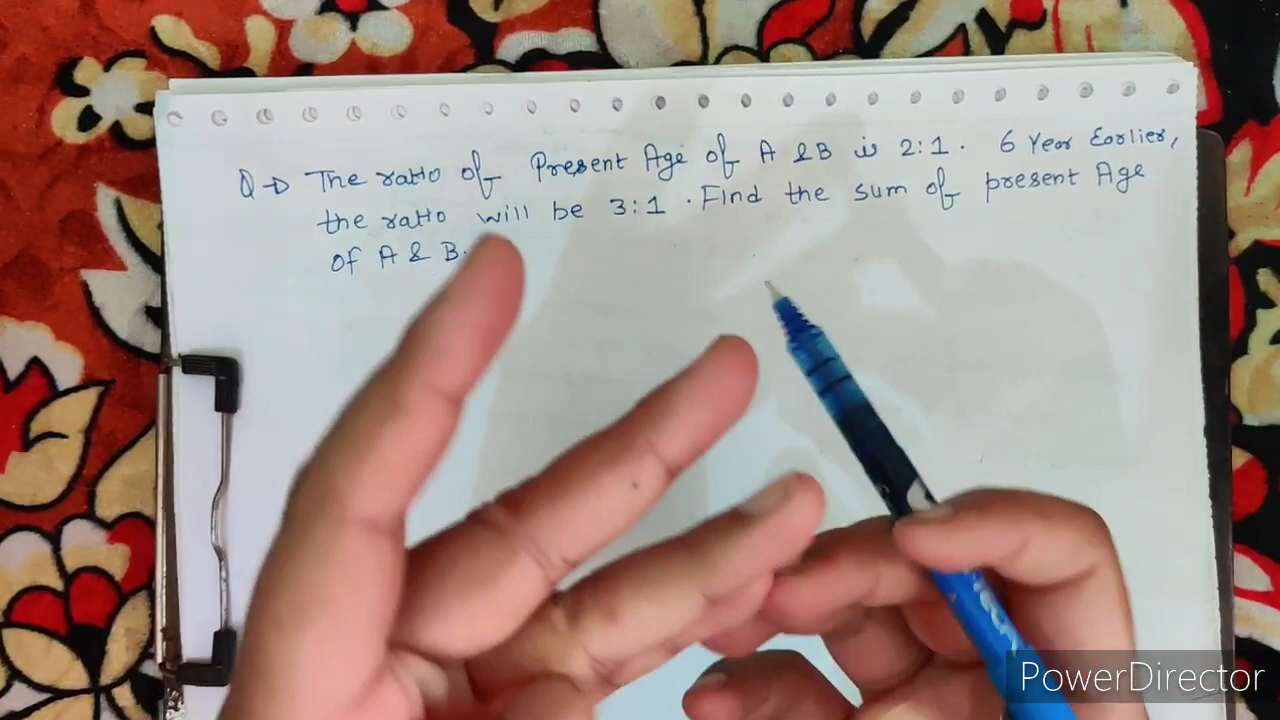 Q→ The ratio of Present Age of A & B is 2:1. 6 Year Earlier,
the ratio will be 3:1. Find the sum of present Age
of A & B.
PowerDirector